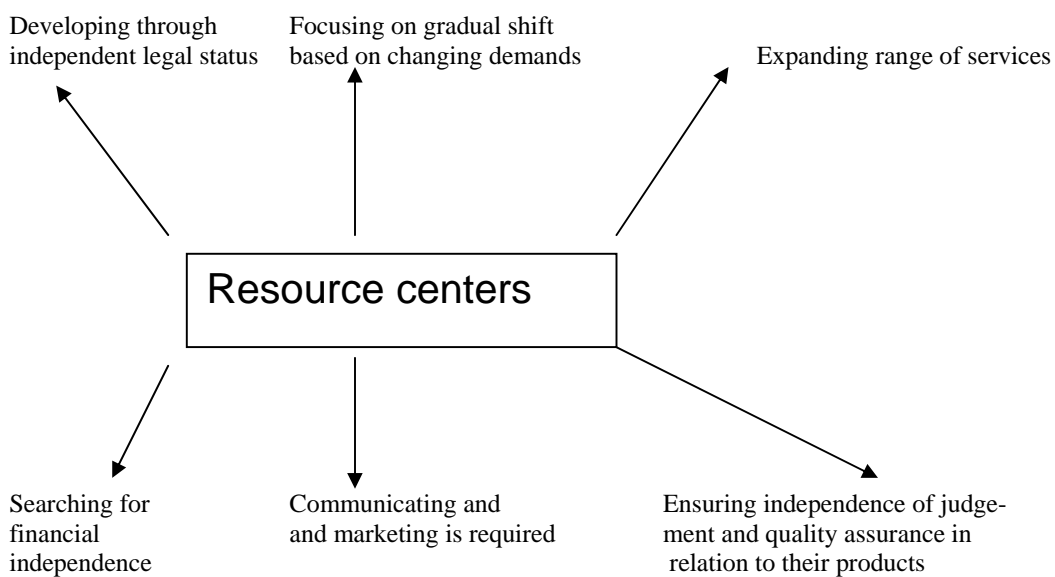 Developing through
independent legal status
Focusing on gradual shift
based on changing demands
Expanding range of services
Resource centers
Searching for
financial
independence
Communicating and
and marketing is required
Ensuring independence of judge-
ment and quality assurance in
relation to their products